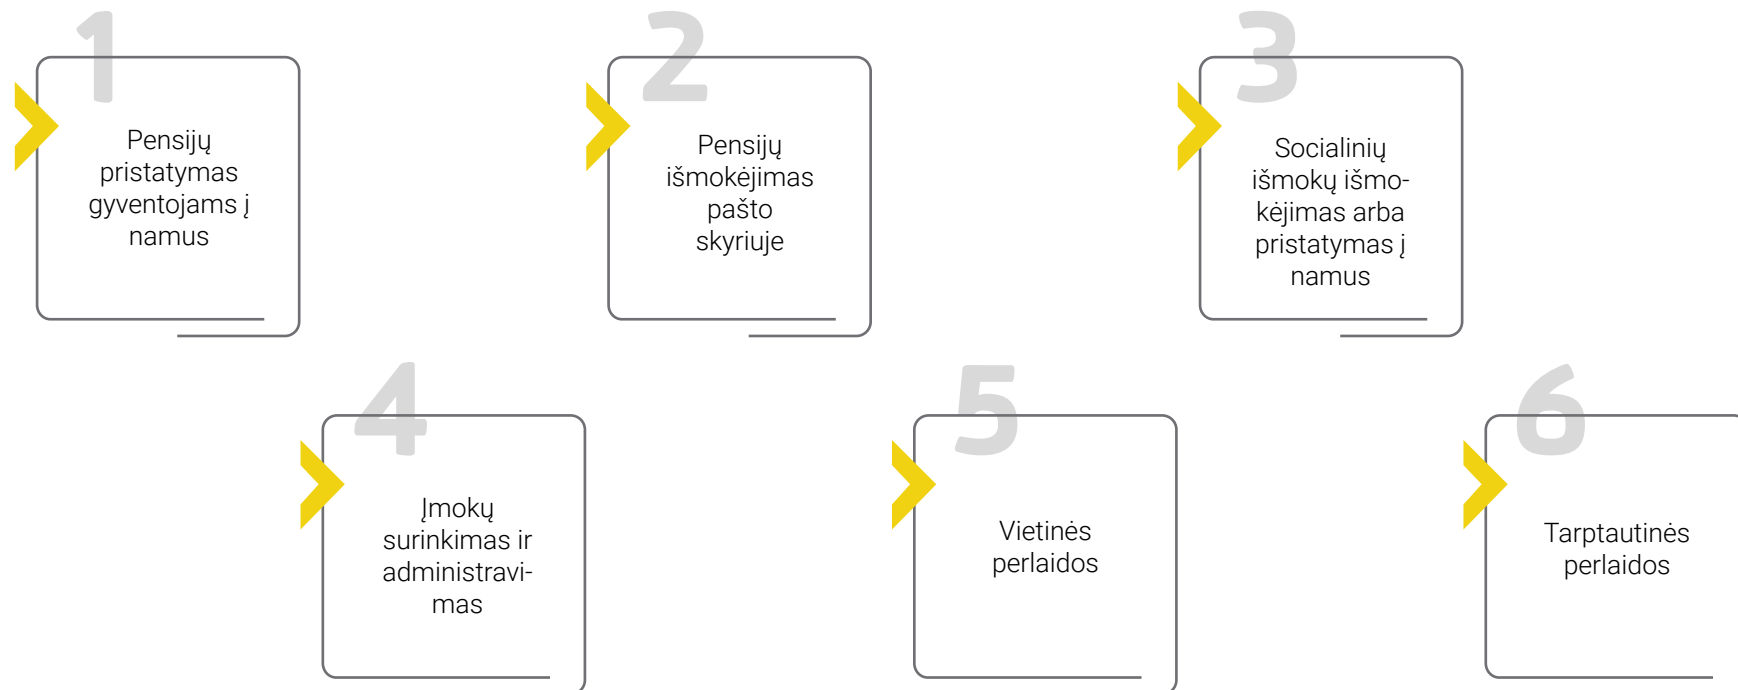 1
Pensijų
pristatymas
gyventojams į
namus
2
Pensijų
išmokėjimas
pašto
skyriuje
3
Socialinių
išmokų išmo-
kėjimas arba
pristatymas į
namus
4
Įmokų
surinkimas ir
administravi-
mas
5
Vietinės
perlaidos
6
Tarptautinės
perlaidos